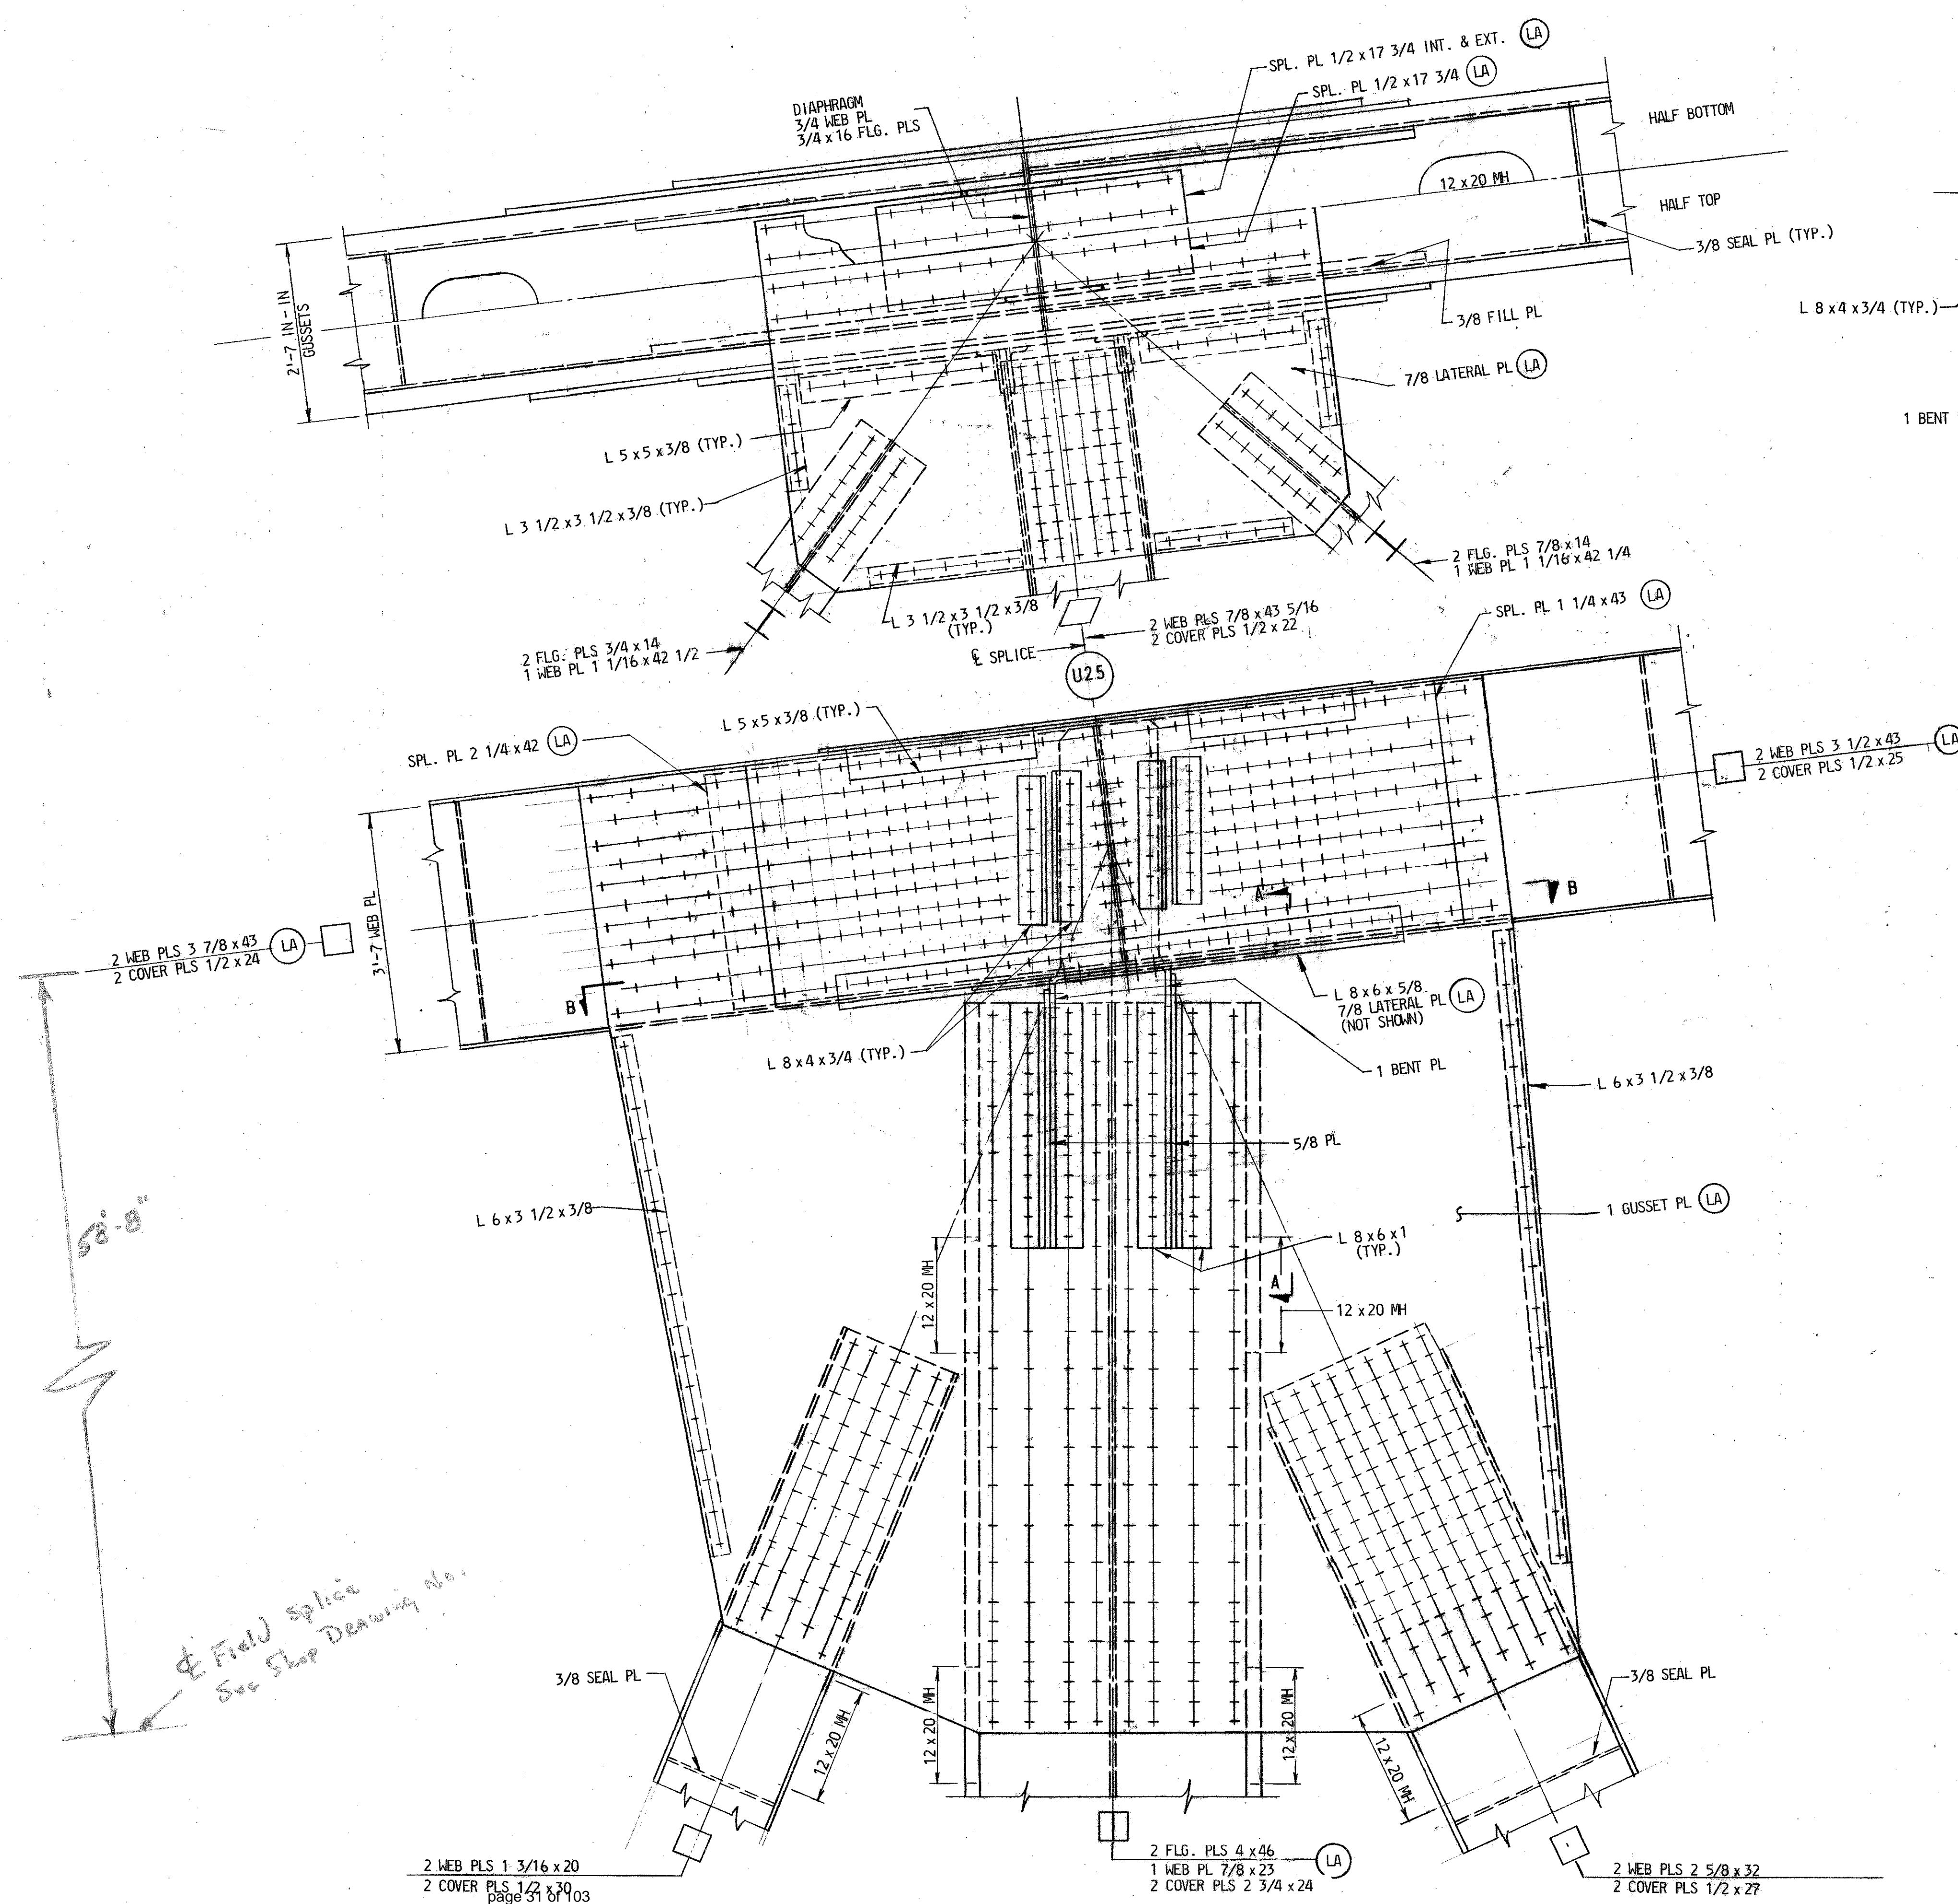 SPL. PL 1/2 x 17 3/4 INT. & EXT. LA
SPL. PL 1/2 x 17 3/4 LA
DIAPHRAGM
3/4 WEB PL
3/4 x 16 FLG. PLS
HALF BOTTOM
12 x 20 MH
HALF TOP
3/8 SEAL PL (TYP.)
2'-7 IN-IN
GUSSETS
3/8 FILL PL
L 8 x 4 x 3/4 (TYP.)
7/8 LATERAL PL LA
1 BENT
L 5 x 5 x 3/8 (TYP.)
L 3 1/2 x 3 1/2 x 3/8 (TYP.)
2 FLG. PLS 7/8 x 14
1 WEB PL 1 1/16 x 42 1/4
L 3 1/2 x 3 1/2 x 3/8
(TYP.)
2 WEB PLS 7/8 x 43 5/16
2 COVER PLS 1/2 x 22
SPL. PL 1 1/4 x 43 LA
2 FLG. PLS 3/4 x 14
1 WEB PL 1 1/16 x 42 1/2
℄ SPLICE
U25
L 5 x 5 x 3/8 (TYP.)
SPL. PL 2 1/4 x 42 LA
2 WEB PLS 3 1/2 x 43 LA
2 COVER PLS 1/2 x 25
A
B
3'-7 WEB PL
2 WEB PLS 3 7/8 x 43 LA
2 COVER PLS 1/2 x 24
B
L 8 x 6 x 5/8
7/8 LATERAL PL LA
(NOT SHOWN)
L 8 x 4 x 3/4 (TYP.)
1 BENT PL
L 6 x 3 1/2 x 3/8
5/8 PL
58'-8"
L 6 x 3 1/2 x 3/8
1 GUSSET PL LA
L 8 x 6 x 1
(TYP.)
A
12 x 20 MH
12 x 20 MH
℄ Field Splice
See Shop Drawing No.
3/8 SEAL PL
3/8 SEAL PL
12 x 20 MH
12 x 20 MH
12 x 20 MH
12 x 20 MH
2 WEB PLS 1 3/16 x 20
2 COVER PLS 1/2 x 30
page 31 of 103
2 FLG. PLS 4 x 46
1 WEB PL 7/8 x 23 LA
2 COVER PLS 2 3/4 x 24
2 WEB PLS 2 5/8 x 32
2 COVER PLS 1/2 x 27